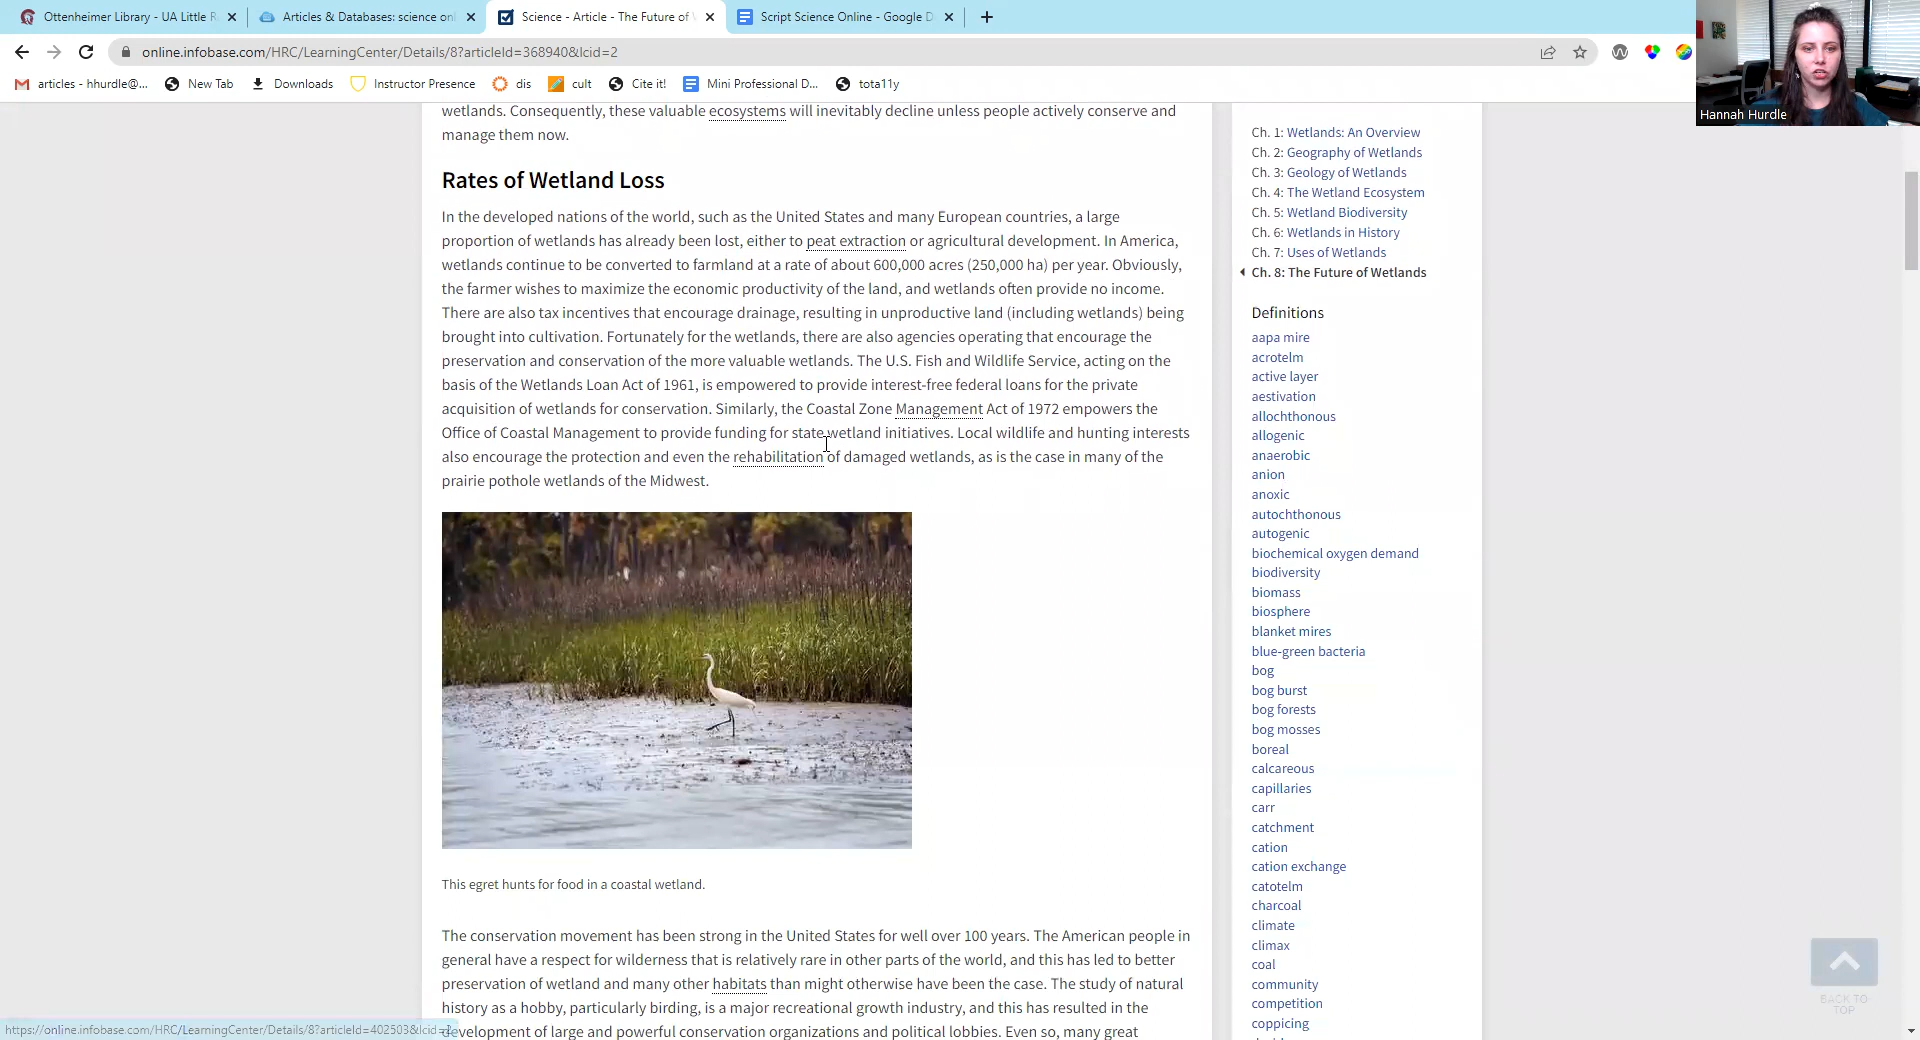 Ottenheimer Library - UA Little R
Articles & Databases: science onl
Science - Article - The Future of
Script Science Online - Google D
online.infobase.com/HRC/LearningCenter/Details/8?articleId=368940&lcid=2
articles - hhurdle@...
New Tab
Downloads
Instructor Presence
dis
cult
Cite it!
Mini Professional D...
tota11y
Hannah Hurdle
wetlands. Consequently, these valuable ecosystems will inevitably decline unless people actively conserve and
manage them now.
Rates of Wetland Loss
In the developed nations of the world, such as the United States and many European countries, a large
proportion of wetlands has already been lost, either to peat extraction or agricultural development. In America,
wetlands continue to be converted to farmland at a rate of about 600,000 acres (250,000 ha) per year. Obviously,
the farmer wishes to maximize the economic productivity of the land, and wetlands often provide no income.
There are also tax incentives that encourage drainage, resulting in unproductive land (including wetlands) being
brought into cultivation. Fortunately for the wetlands, there are also agencies operating that encourage the
preservation and conservation of the more valuable wetlands. The U.S. Fish and Wildlife Service, acting on the
basis of the Wetlands Loan Act of 1961, is empowered to provide interest-free federal loans for the private
acquisition of wetlands for conservation. Similarly, the Coastal Zone Management Act of 1972 empowers the
Office of Coastal Management to provide funding for state wetland initiatives. Local wildlife and hunting interests
also encourage the protection and even the rehabilitation of damaged wetlands, as is the case in many of the
prairie pothole wetlands of the Midwest.
This egret hunts for food in a coastal wetland.
The conservation movement has been strong in the United States for well over 100 years. The American people in
general have a respect for wilderness that is relatively rare in other parts of the world, and this has led to better
preservation of wetland and many other habitats than might otherwise have been the case. The study of natural
history as a hobby, particularly birding, is a major recreational growth industry, and this has resulted in the
development of large and powerful conservation organizations and political lobbies. Even so, many great
https://online.infobase.com/HRC/LearningCenter/Details/8?articleId=402503&lcid=2
Ch. 1: Wetlands: An Overview
Ch. 2: Geography of Wetlands
Ch. 3: Geology of Wetlands
Ch. 4: The Wetland Ecosystem
Ch. 5: Wetland Biodiversity
Ch. 6: Wetlands in History
Ch. 7: Uses of Wetlands
Ch. 8: The Future of Wetlands
Definitions
aapa mire
acrotelm
active layer
aestivation
allochthonous
allogenic
anaerobic
anion
anoxic
autochthonous
autogenic
biochemical oxygen demand
biodiversity
biomass
biosphere
blanket mires
blue-green bacteria
bog
bog burst
bog forests
bog mosses
boreal
calcareous
capillaries
carr
catchment
cation
cation exchange
catotelm
charcoal
climate
climax
coal
community
competition
coppicing
BACK TO
TOP